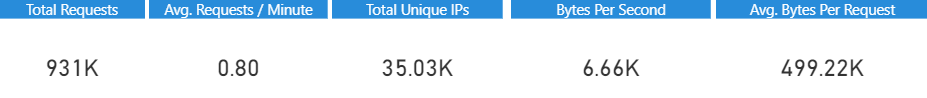 Total Requests Avg. Requests / Minute Total Unique IPs Bytes Per Second Avg. Bytes Per Request
931K 0.80 35.03K 6.66K 499.22K